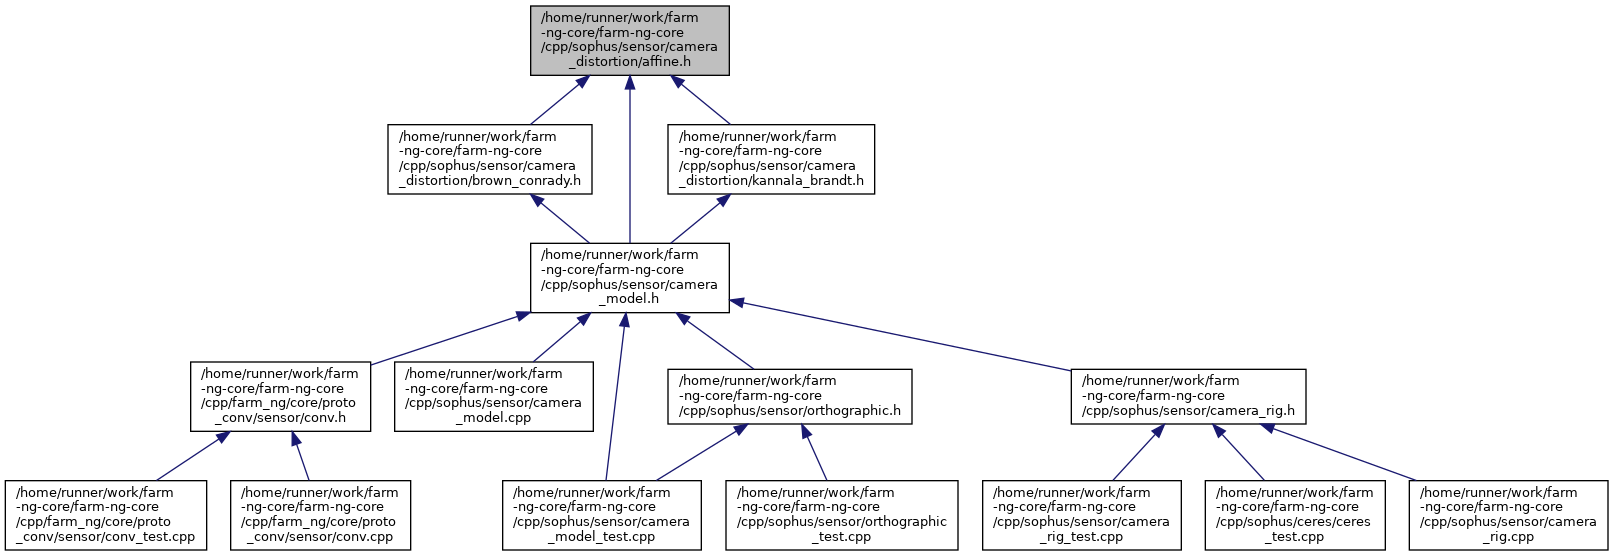 /home/runner/work/farm
-ng-core/farm-ng-core
/cpp/sophus/sensor/camera
_distortion/affine.h
/home/runner/work/farm
-ng-core/farm-ng-core
/cpp/sophus/sensor/camera
_distortion/brown_conrady.h
/home/runner/work/farm
-ng-core/farm-ng-core
/cpp/sophus/sensor/camera
_distortion/kannala_brandt.h
/home/runner/work/farm
-ng-core/farm-ng-core
/cpp/sophus/sensor/camera
_model.h
/home/runner/work/farm
-ng-core/farm-ng-core
/cpp/farm_ng/core/proto
_conv/sensor/conv.h
/home/runner/work/farm
-ng-core/farm-ng-core
/cpp/sophus/sensor/camera
_model.cpp
/home/runner/work/farm
-ng-core/farm-ng-core
/cpp/sophus/sensor/orthographic.h
/home/runner/work/farm
-ng-core/farm-ng-core
/cpp/sophus/sensor/camera_rig.h
/home/runner/work/farm
-ng-core/farm-ng-core
/cpp/farm_ng/core/proto
_conv/sensor/conv_test.cpp
/home/runner/work/farm
-ng-core/farm-ng-core
/cpp/farm_ng/core/proto
_conv/sensor/conv.cpp
/home/runner/work/farm
-ng-core/farm-ng-core
/cpp/sophus/sensor/camera
_model_test.cpp
/home/runner/work/farm
-ng-core/farm-ng-core
/cpp/sophus/sensor/orthographic
_test.cpp
/home/runner/work/farm
-ng-core/farm-ng-core
/cpp/sophus/sensor/camera
_rig_test.cpp
/home/runner/work/farm
-ng-core/farm-ng-core
/cpp/sophus/ceres/ceres
_test.cpp
/home/runner/work/farm
-ng-core/farm-ng-core
/cpp/sophus/sensor/camera
_rig.cpp